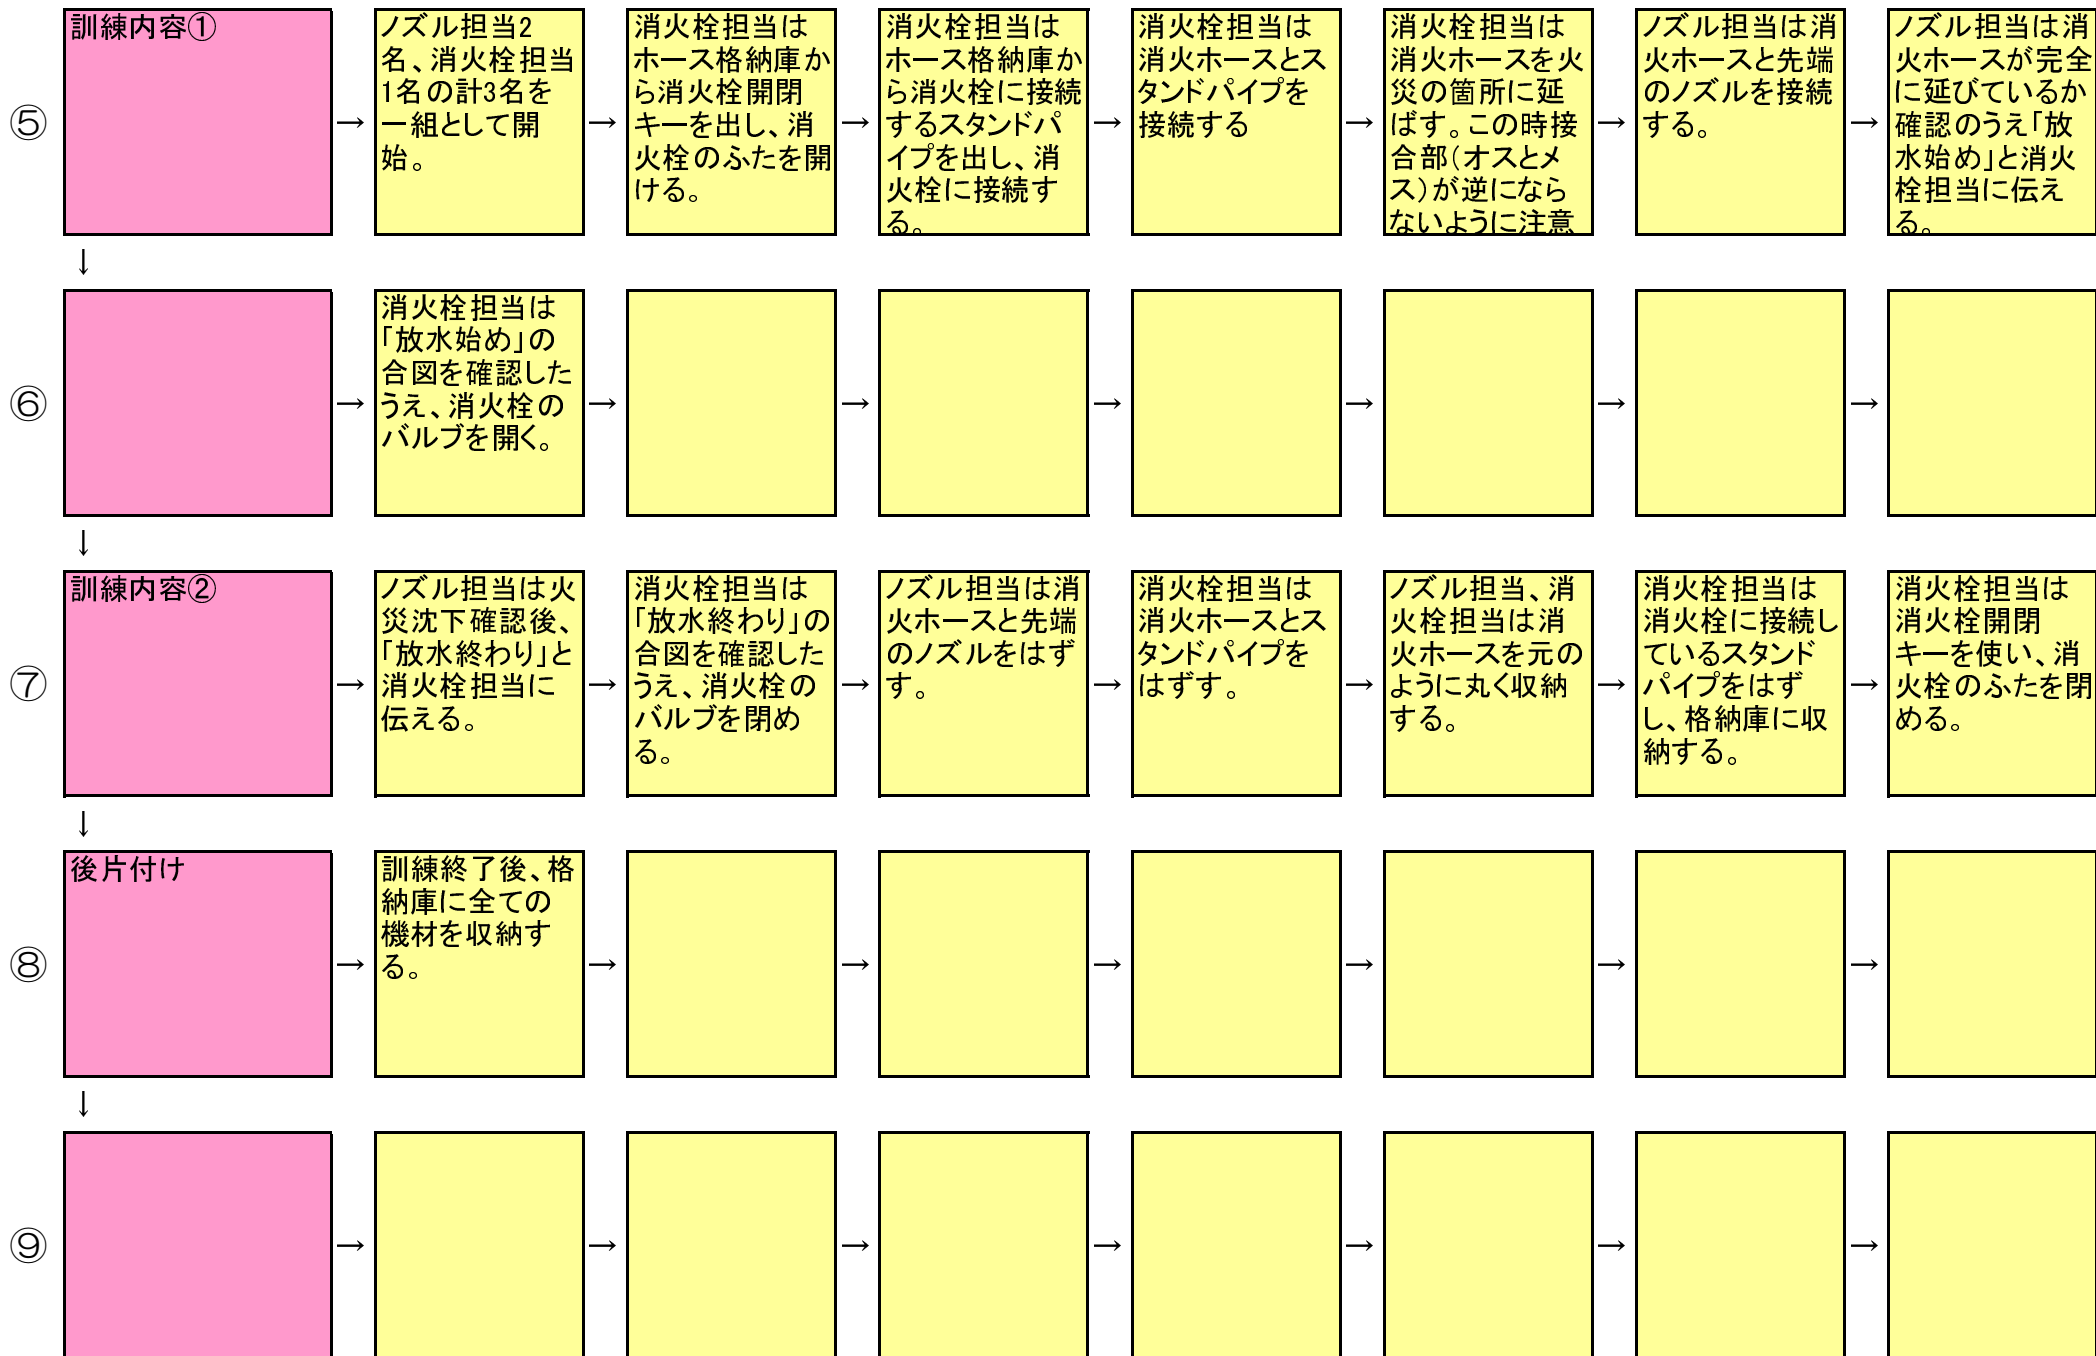 ⑤
訓練内容①
→
ノズル担当2
名、消火栓担当
1名の計3名を
一組として開
始。
→
消火栓担当は
ホース格納庫か
ら消火栓開閉
キーを出し、消
火栓のふたを開
ける。
→
消火栓担当は
ホース格納庫か
ら消火栓に接続
するスタンドパ
イプを出し、消
火栓に接続す
る。
→
消火栓担当は
消火ホースとス
タンドパイプを
接続する
→
消火栓担当は
消火ホースを火
災の箇所に延
ばす。この時接
合部(オスとメ
ス)が逆になら
ないように注意
→
ノズル担当は消
火ホースと先端
のノズルを接続
する。
→
ノズル担当は消
火ホースが完全
に延びているか
確認のうえ「放
水始め」と消火
栓担当に伝え
る。
↓
⑥
→
消火栓担当は
「放水始め」の
合図を確認した
うえ、消火栓の
バルブを開く。
→
→
→
→
→
→
↓
⑦
訓練内容②
→
ノズル担当は火
災沈下確認後、
「放水終わり」と
消火栓担当に
伝える。
→
消火栓担当は
「放水終わり」の
合図を確認した
うえ、消火栓の
バルブを閉め
る。
→
ノズル担当は消
火ホースと先端
のノズルをはず
す。
→
消火栓担当は
消火ホースとス
タンドパイプを
はずす。
→
ノズル担当、消
火栓担当は消
火ホースを元の
ように丸く収納
する。
→
消火栓担当は
消火栓に接続し
ているスタンド
パイプをはず
し、格納庫に収
納する。
→
消火栓担当は
消火栓開閉
キーを使い、消
火栓のふたを閉
める。
↓
⑧
後片付け
→
訓練終了後、格
納庫に全ての
機材を収納す
る。
→
→
→
→
→
→
↓
⑨
→
→
→
→
→
→
→